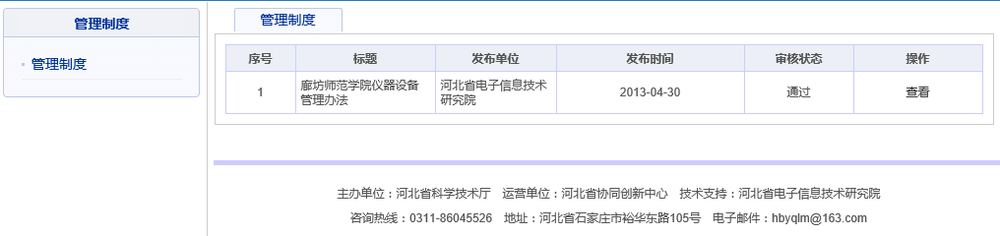 管理制度
管理制度
管理制度
序号 标题 发布单位 发布时间 审核状态 操作
1 廊坊师范学院仪器设备管理办法 河北省电子信息技术研究院 2013-04-30 通过 查看
主办单位：河北省科学技术厅 运营单位：河北省协同创新中心 技术支持：河北省电子信息技术研究院
咨询热线：0311-86045526 地址：河北省石家庄市裕华东路105号 电子邮件：hbyqlm@163.com